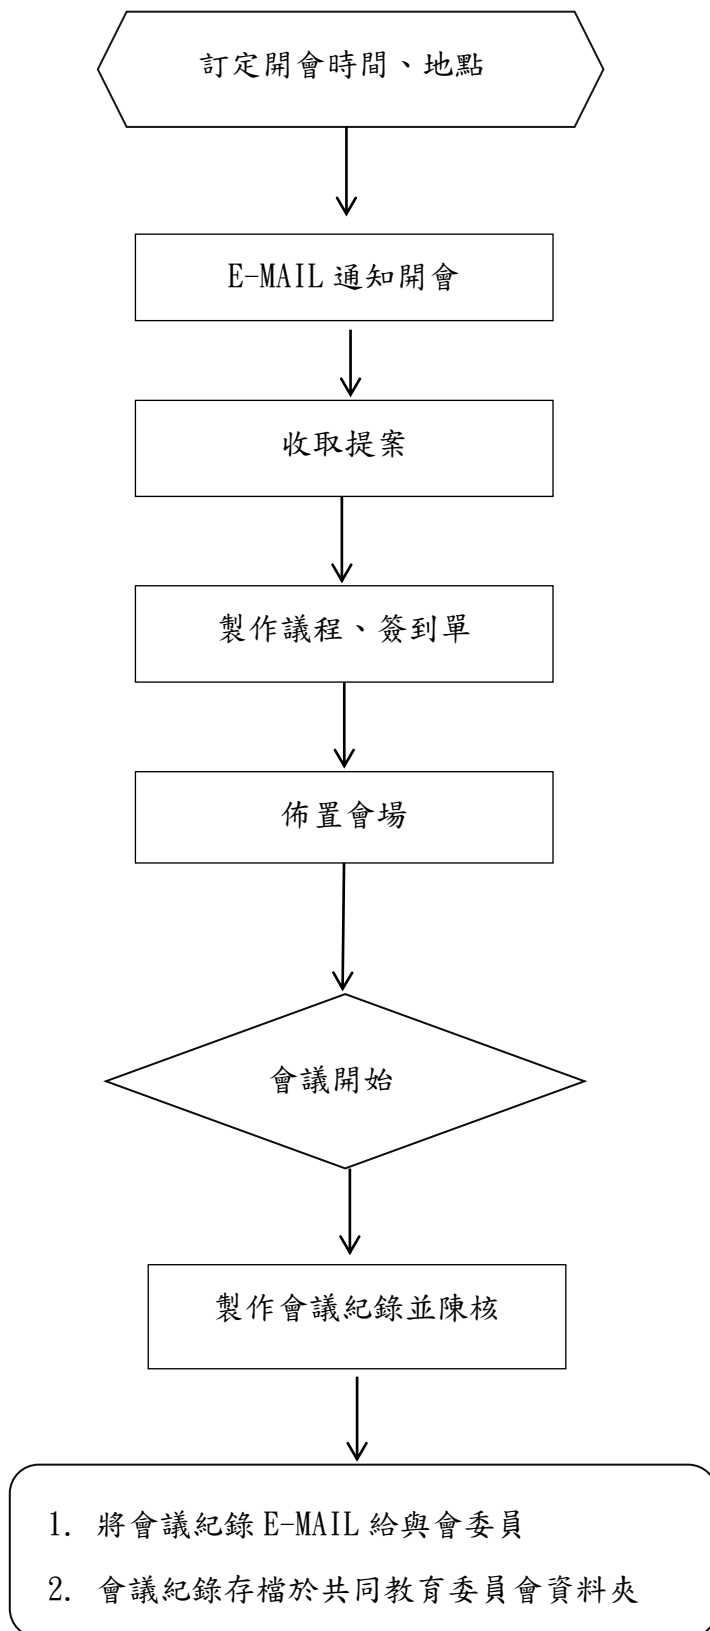 訂定開會時間、地點
E-MAIL 通知開會
收取提案
製作議程、簽到單
佈置會場
會議開始
製作會議紀錄並陳核
1. 將會議紀錄 E-MAIL 給與會委員
2. 會議紀錄存檔於共同教育委員會資料夾